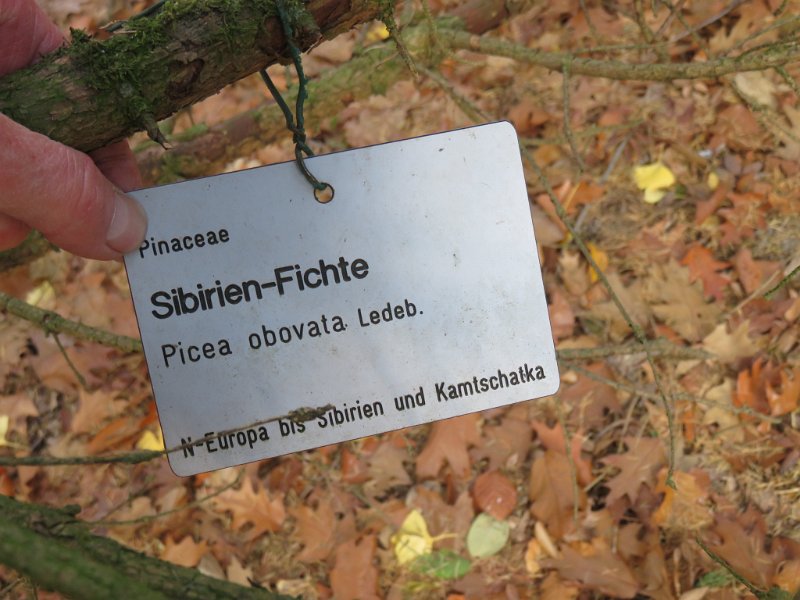 Pinaceae
Sibirien-Fichte
Picea obovata Ledeb.
N-Europa bis Sibirien und Kamtschatka